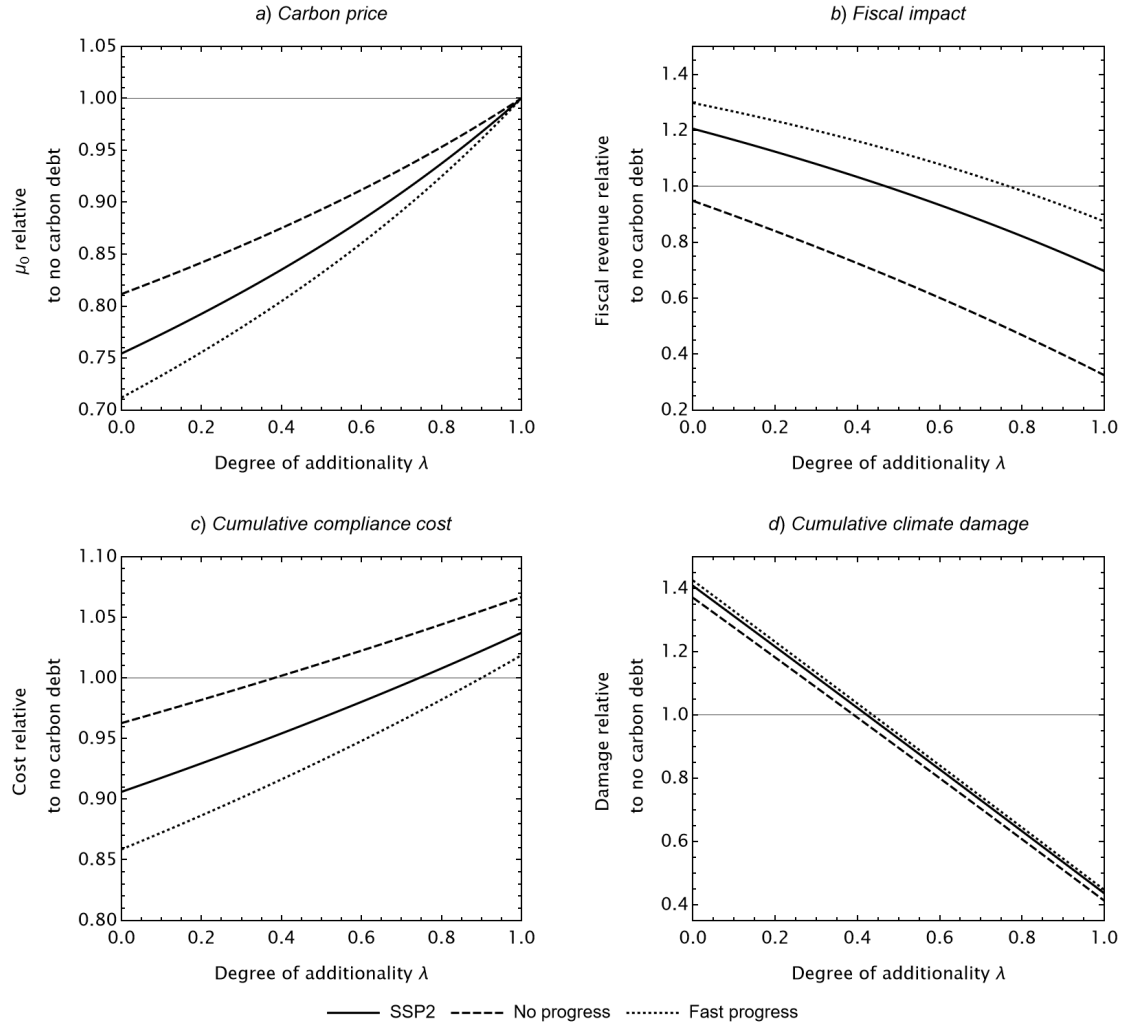 a) Carbon price
1.05
1.00
0.95
0.90
0.85
0.80
0.75
0.70
μ0 relative
to no carbon debt
0.0 0.2 0.4 0.6 0.8 1.0
Degree of additionality λ
b) Fiscal impact
1.4
1.2
1.0
0.8
0.6
0.4
0.2
Fiscal revenue relative
to no carbon debt
0.0 0.2 0.4 0.6 0.8 1.0
Degree of additionality λ
c) Cumulative compliance cost
1.10
1.05
1.00
0.95
0.90
0.85
0.80
Cost relative
to no carbon debt
0.0 0.2 0.4 0.6 0.8 1.0
Degree of additionality λ
d) Cumulative climate damage
1.4
1.2
1.0
0.8
0.6
0.4
Damage relative
to no carbon debt
0.0 0.2 0.4 0.6 0.8 1.0
Degree of additionality λ
SSP2 No progress Fast progress